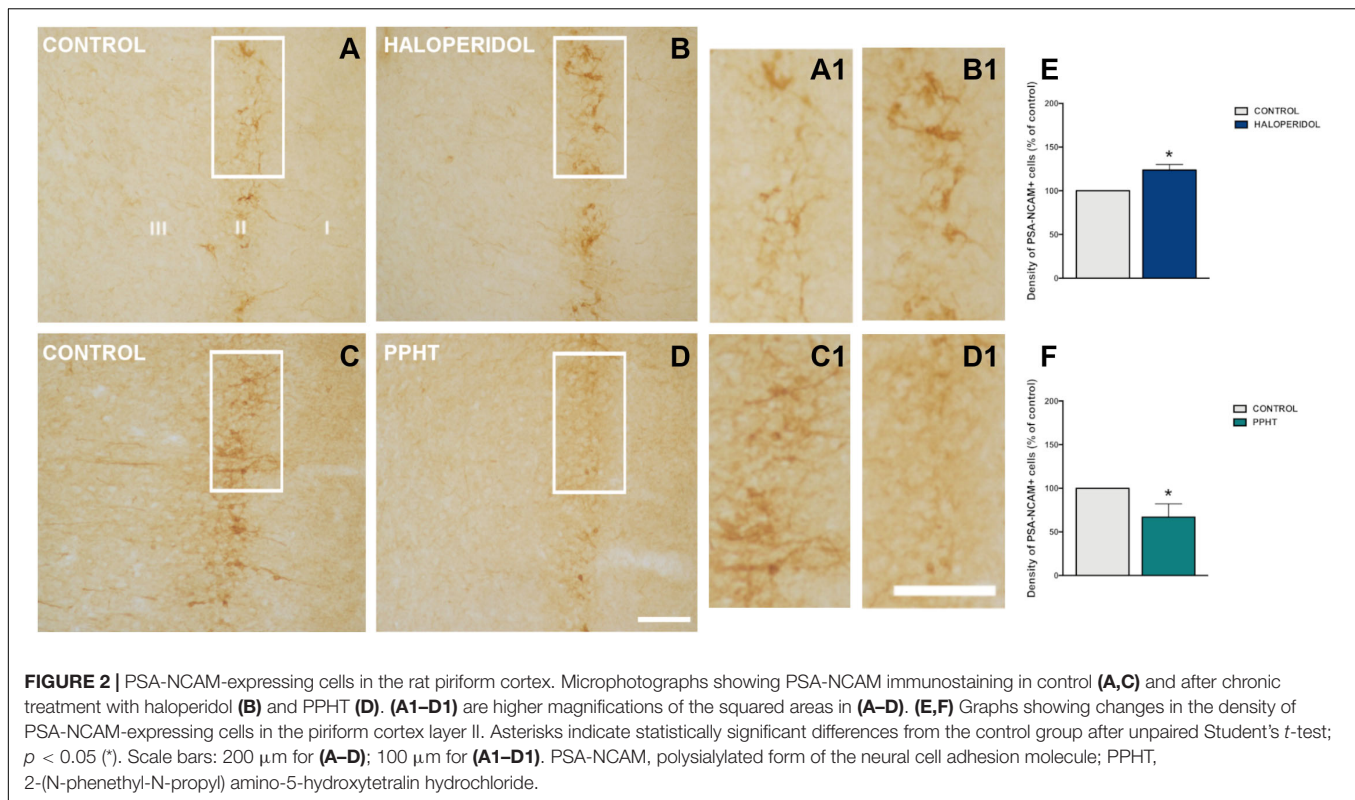 CONTROL A
HALOPERIDOL B
A1
B1
E
III II I
200
150
100
50
0
Density of PSA-NCAM+ cells (% of control)
*
CONTROL
HALOPERIDOL
CONTROL C
PPHT D
C1
D1
F
200
150
100
50
0
Density of PSA-NCAM+ cells (% of control)
*
CONTROL
PPHT
FIGURE 2 | PSA-NCAM-expressing cells in the rat piriform cortex. Microphotographs showing PSA-NCAM immunostaining in control (A,C) and after chronic
treatment with haloperidol (B) and PPHT (D). (A1–D1) are higher magnifications of the squared areas in (A–D). (E,F) Graphs showing changes in the density of
PSA-NCAM-expressing cells in the piriform cortex layer II. Asterisks indicate statistically significant differences from the control group after unpaired Student's t-test;
p < 0.05 (*). Scale bars: 200 μm for (A–D); 100 μm for (A1–D1). PSA-NCAM, polysialylated form of the neural cell adhesion molecule; PPHT,
2-(N-phenethyl-N-propyl) amino-5-hydroxytetralin hydrochloride.